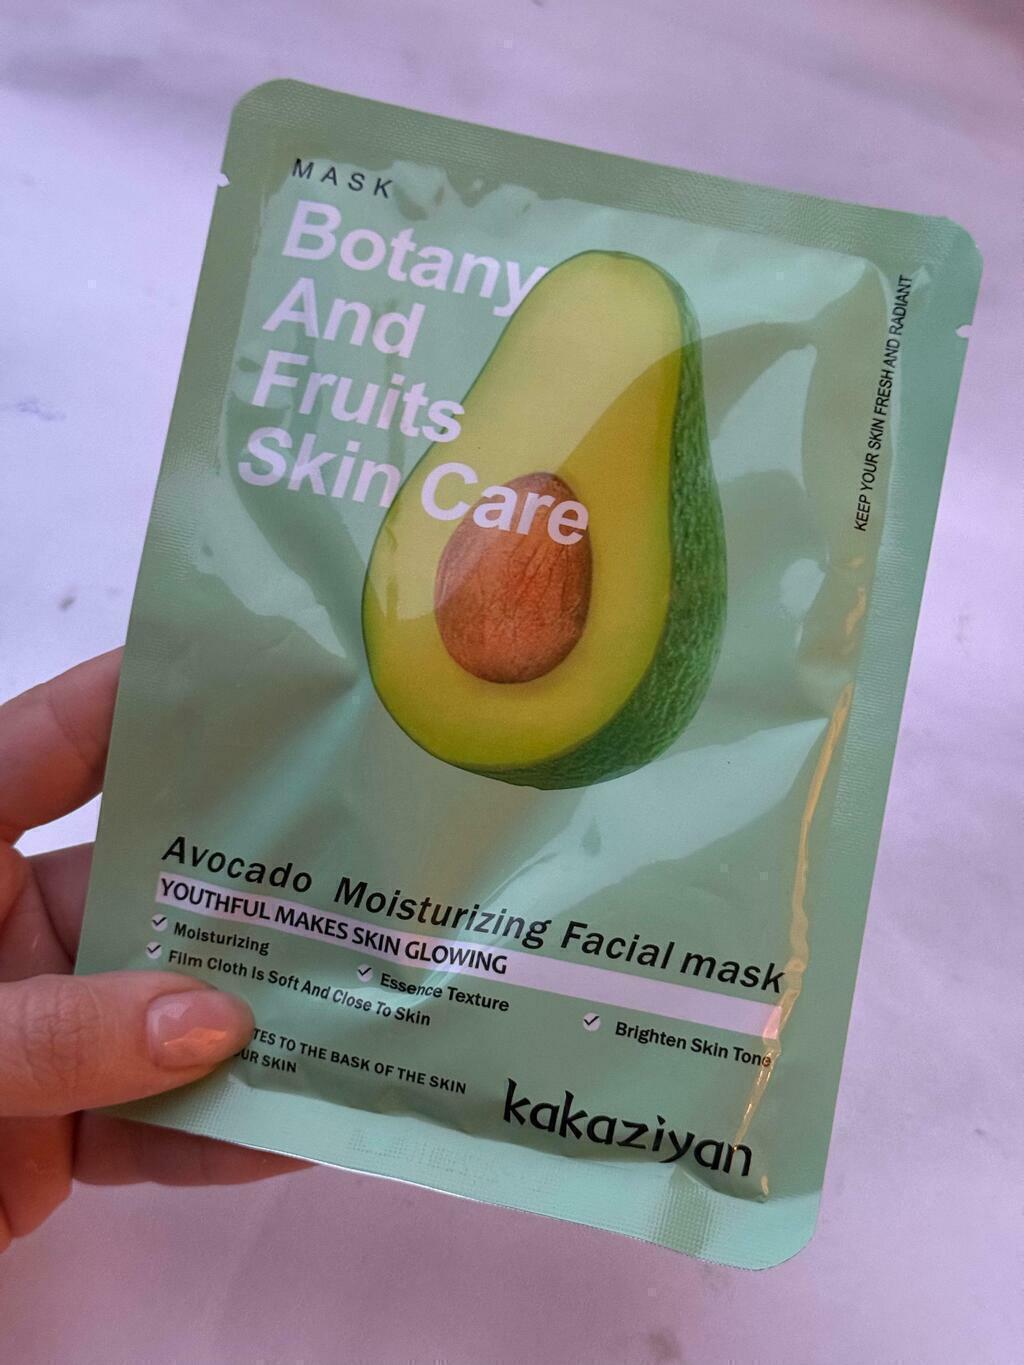 MASK
Botany
And
Fruits
Skin Care
KEEP YOUR SKIN FRESH AND RADIANT
Avocado Moisturizing Facial mask
YOUTHFUL MAKES SKIN GLOWING
Moisturizing
Essence Texture
Brighten Skin Tone
Film Cloth Is Soft And Close To Skin
TO THE BASK OF THE SKIN
SKIN
kakaziyan